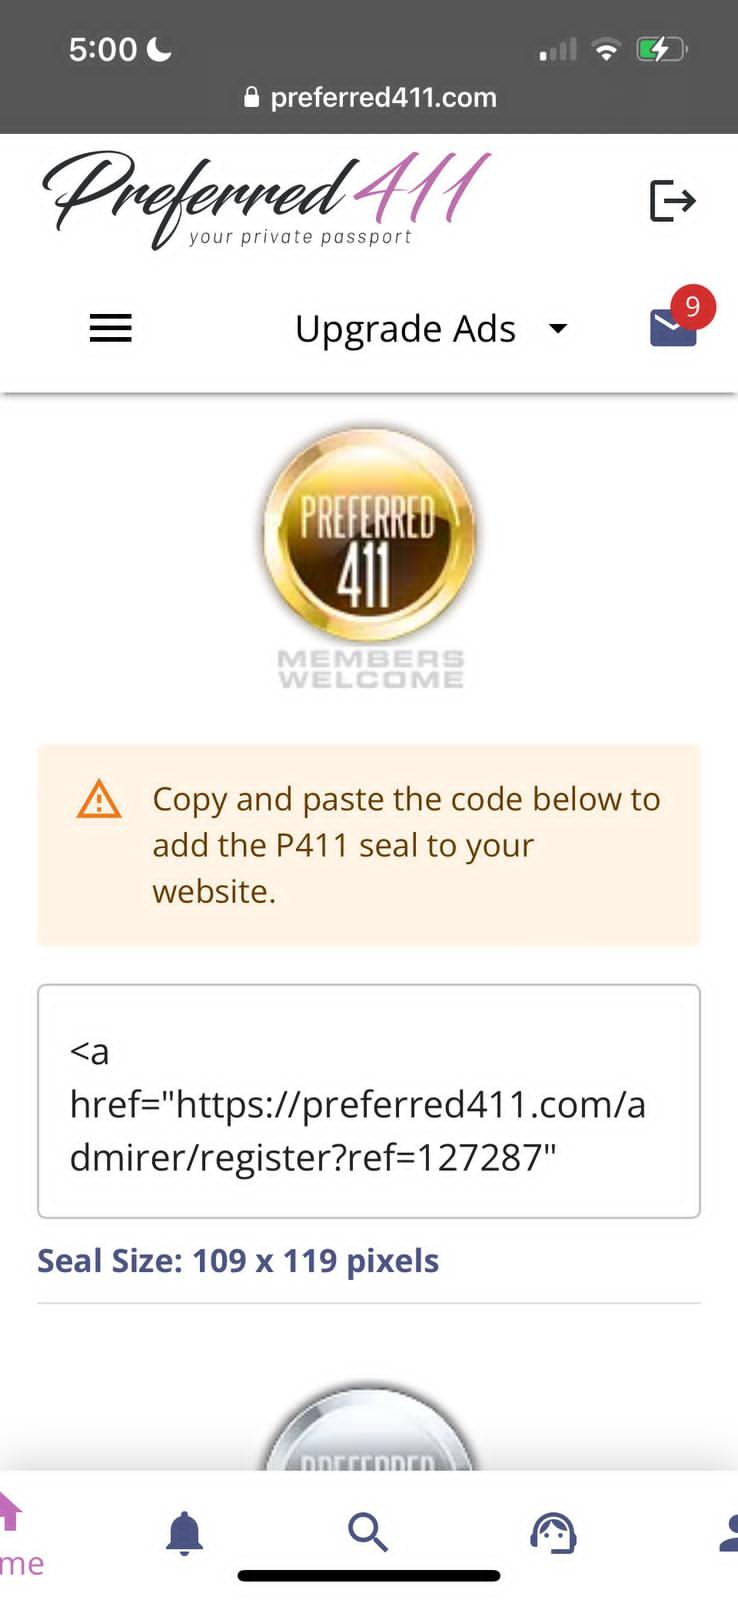 5:00
preferred411.com
Preferred 411
your private passport
9
Upgrade Ads
PREFERRED
411
MEMBERS
WELCOME
Copy and paste the code below to
add the P411 seal to your
website.
<a
href="https://preferred411.com/a
dmirer/register?ref=127287"
Seal Size: 109 x 119 pixels
PREFERRED
me